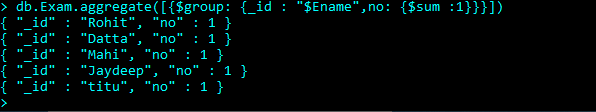 > db.Exam.aggregate([{$group: {_id : "$Ename",no: {$sum :1}}}])
{ "_id" : "Rohit", "no" : 1 }
{ "_id" : "Datta", "no" : 1 }
{ "_id" : "Mahi", "no" : 1 }
{ "_id" : "Jaydeep", "no" : 1 }
{ "_id" : "titu", "no" : 1 }
>